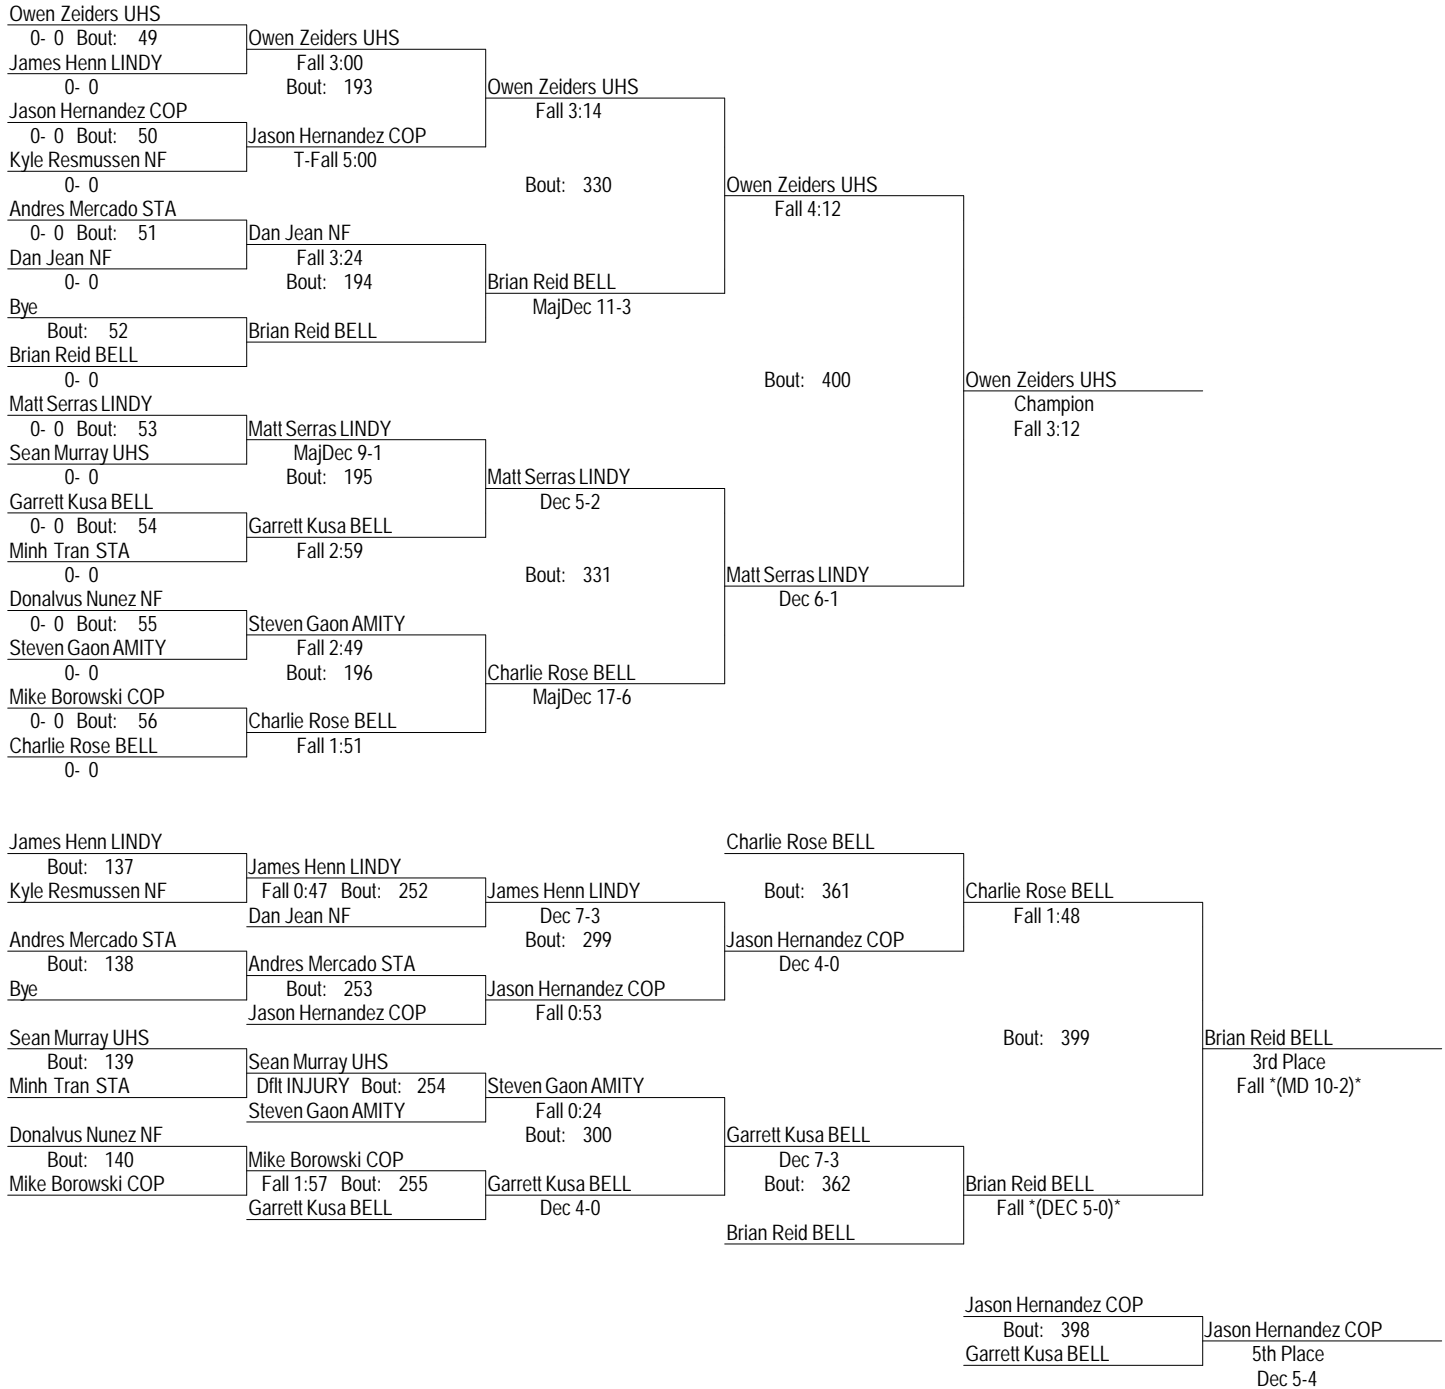 Owen Zeiders UHS
0- 0 Bout: 49 Owen Zeiders UHS
James Henn LINDY Fall 3:00
0- 0 Bout: 193 Owen Zeiders UHS
Jason Hernandez COP Fall 3:14
0- 0 Bout: 50 Jason Hernandez COP
Kyle Resmussen NF T-Fall 5:00
0- 0 Bout: 330 Owen Zeiders UHS
Andres Mercado STA Fall 4:12
0- 0 Bout: 51 Dan Jean NF
Dan Jean NF Fall 3:24
0- 0 Bout: 194 Brian Reid BELL
Bye MajDec 11-3
Bout: 52 Brian Reid BELL
Brian Reid BELL
0- 0 Bout: 400 Owen Zeiders UHS
Matt Serras LINDY Champion
0- 0 Bout: 53 Matt Serras LINDY Fall 3:12
Sean Murray UHS MajDec 9-1
0- 0 Bout: 195 Matt Serras LINDY
Garrett Kusa BELL Dec 5-2
0- 0 Bout: 54 Garrett Kusa BELL
Minh Tran STA Fall 2:59
0- 0 Bout: 331 Matt Serras LINDY
Donalvus Nunez NF Dec 6-1
0- 0 Bout: 55 Steven Gaon AMITY
Steven Gaon AMITY Fall 2:49
0- 0 Bout: 196 Charlie Rose BELL
Mike Borowski COP MajDec 17-6
0- 0 Bout: 56 Charlie Rose BELL
Charlie Rose BELL Fall 1:51
0- 0
James Henn LINDY Charlie Rose BELL
Bout: 137 James Henn LINDY
Kyle Resmussen NF Fall 0:47 Bout: 252 James Henn LINDY Bout: 361 Charlie Rose BELL
Dan Jean NF Dec 7-3 Fall 1:48
Andres Mercado STA Bout: 299 Jason Hernandez COP
Bout: 138 Andres Mercado STA Dec 4-0
Bye Bout: 253 Jason Hernandez COP
Jason Hernandez COP Fall 0:53
Sean Murray UHS Bout: 399 Brian Reid BELL
Bout: 139 Sean Murray UHS 3rd Place
Minh Tran STA Dflt INJURY Bout: 254 Steven Gaon AMITY Fall *(MD 10-2)*
Steven Gaon AMITY Fall 0:24
Donalvus Nunez NF Bout: 300 Garrett Kusa BELL
Bout: 140 Mike Borowski COP Dec 7-3
Mike Borowski COP Fall 1:57 Bout: 255 Garrett Kusa BELL Bout: 362 Brian Reid BELL
Garrett Kusa BELL Dec 4-0 Fall *(DEC 5-0)*
Brian Reid BELL
Jason Hernandez COP
Bout: 398 Jason Hernandez COP
Garrett Kusa BELL 5th Place
Dec 5-4